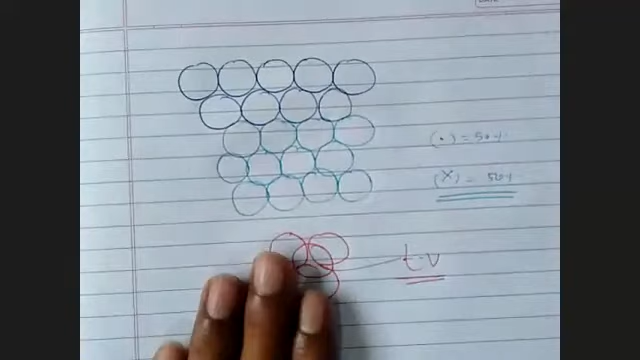 (•) = 50%
(X) = 50%
t.v